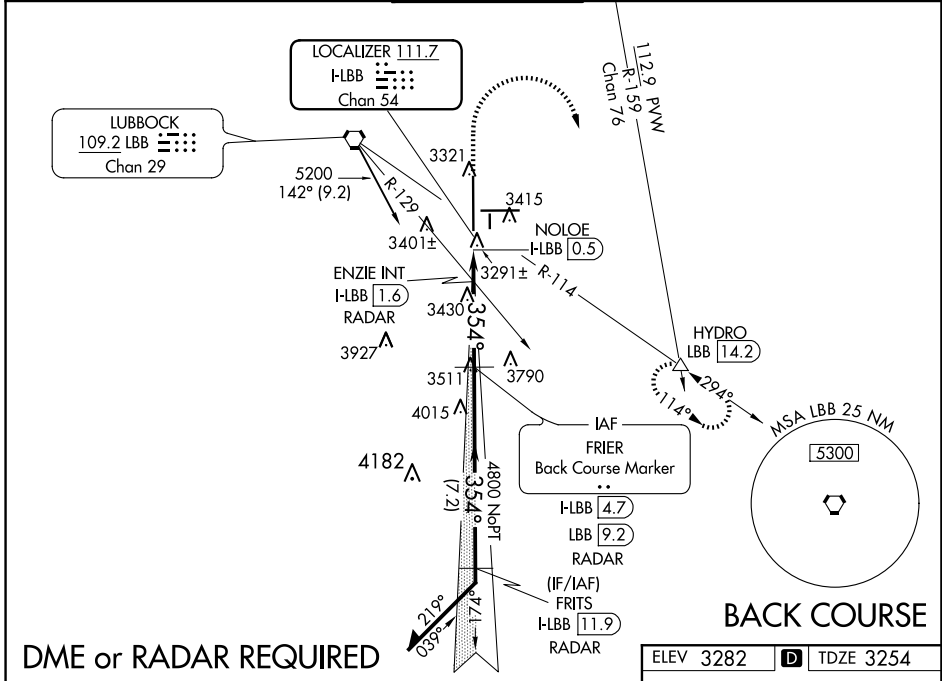 LOCALIZER 111.7
I-LBB
Chan 54
LUBBOCK
109.2 LBB
Chan 29
112.9 PVW
R-159
Chan 76
5200
142° (9.2)
R-129
3321
3415
3401±
NOLOE
I-LBB 0.5
3291±
R-114
ENZIE INT
I-LBB 1.6
RADAR
3430
354°
3927
3511
3790
HYDRO
LBB 14.2
294°
114°
4015
4182
IAF
FRIER
Back Course Marker
I-LBB 4.7
LBB 9.2
RADAR
MSA LBB 25 NM
5300
4800 NoPT
354°
(7.2)
(IF/IAF)
FRITS
I-LBB 11.9
RADAR
219°
039°
174°
BACK COURSE
DME or RADAR REQUIRED
ELEV 3282 D TDZE 3254